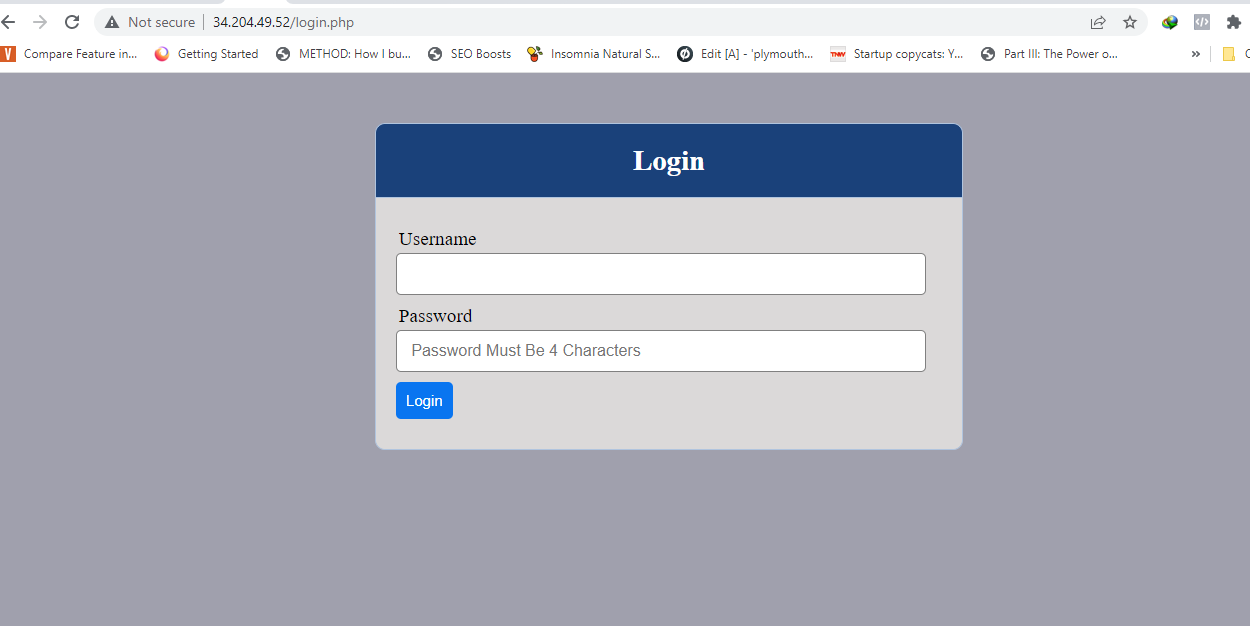 Not secure 34.204.49.52/login.php
V Compare Feature in... Getting Started METHOD: How I bu... SEO Boosts Insomnia Natural S... Edit [A] - 'plymouth... TNW Startup copycats: Y... Part III: The Power o... »
Login
Username
Password
Password Must Be 4 Characters
Login